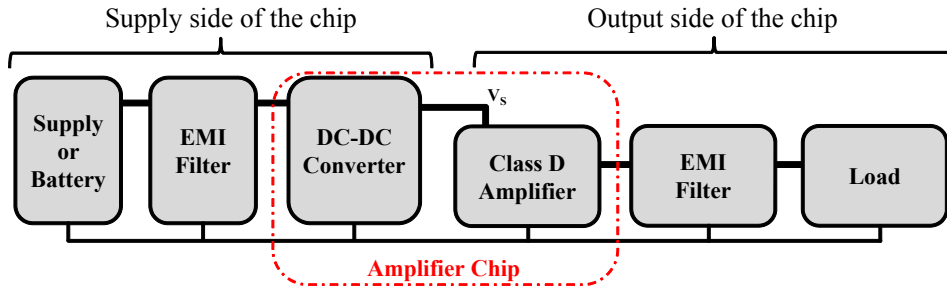 Supply side of the chip
Output side of the chip
Supply
or
Battery
EMI
Filter
DC-DC
Converter
V_S
Class D
Amplifier
EMI
Filter
Load
Amplifier Chip